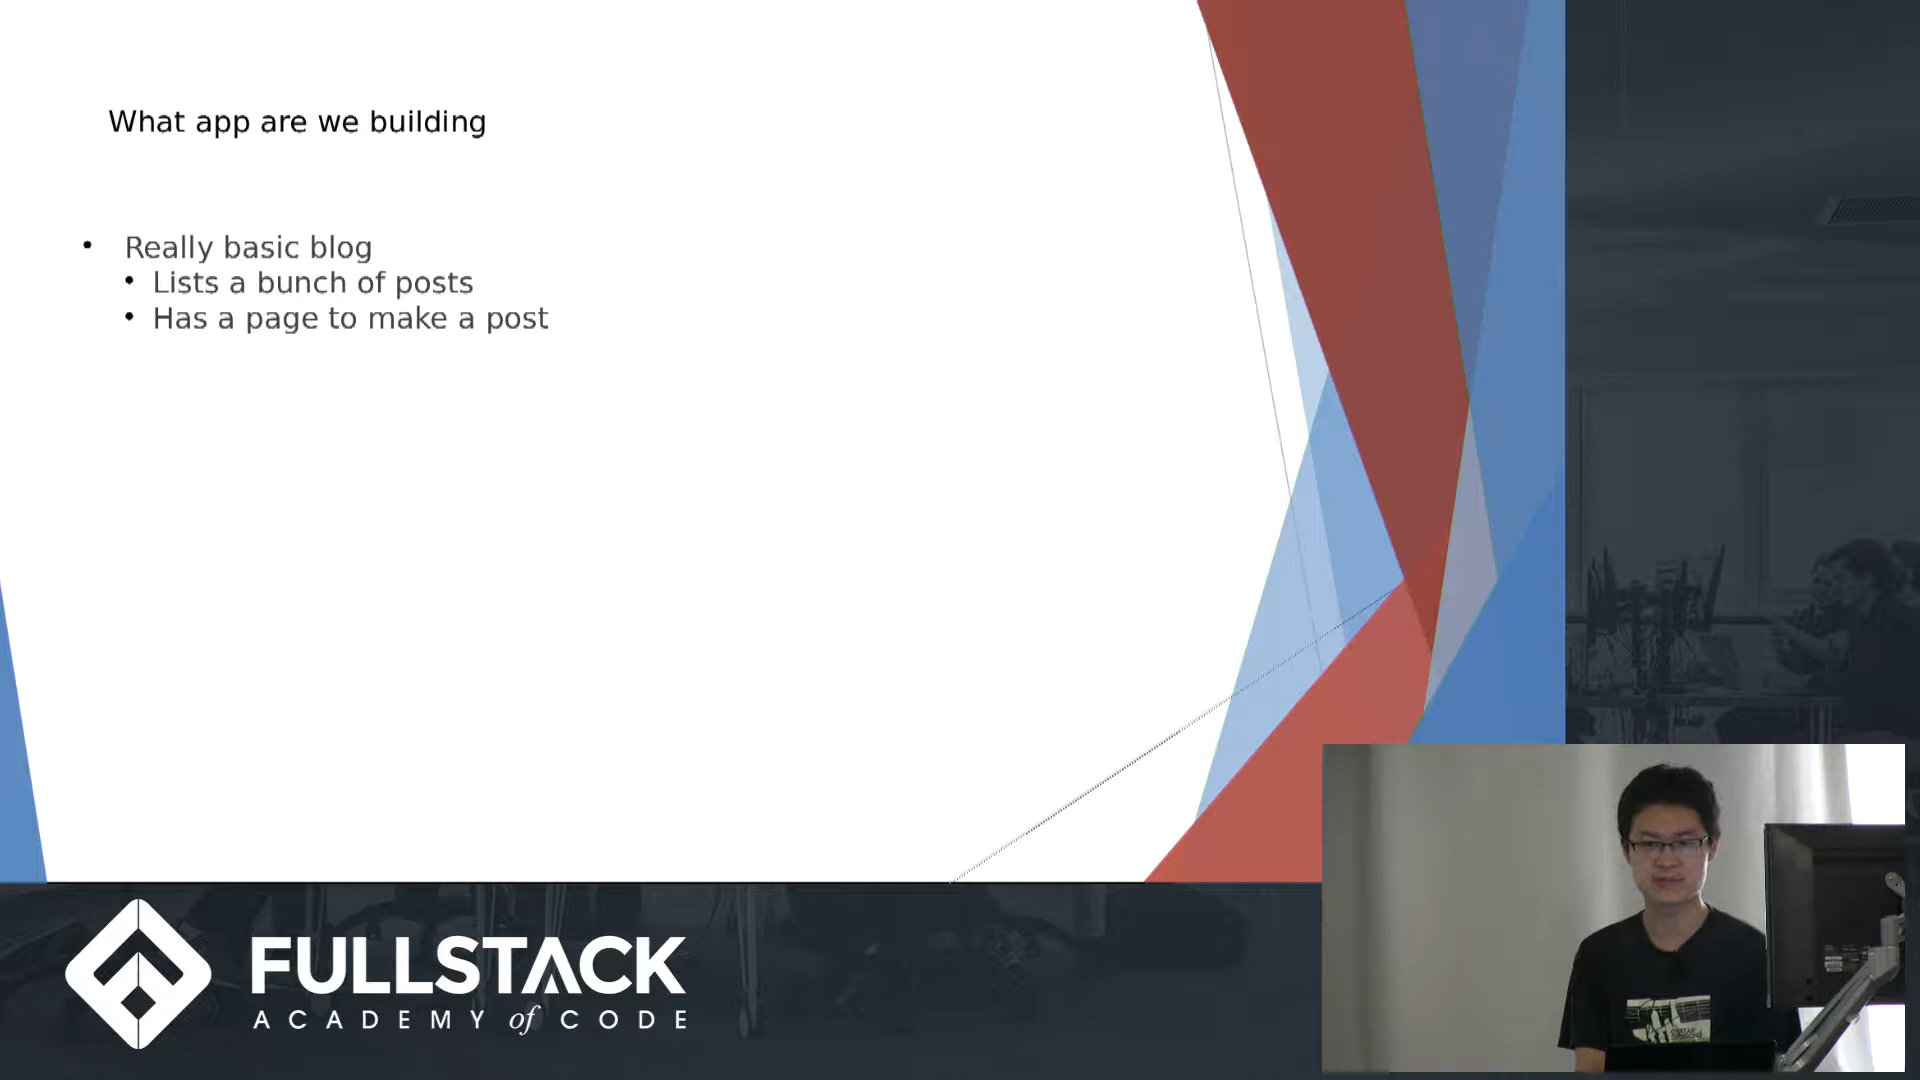 What app are we building
• Really basic blog
• Lists a bunch of posts
• Has a page to make a post
FULLSTACK
ACADEMY of CODE